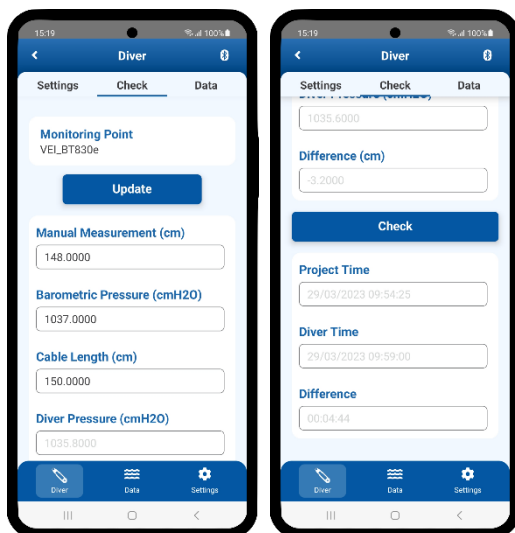 15:19
100%
Diver
Settings Check Data
Monitoring Point
VEI_BT830e
Update
Manual Measurement (cm)
148.0000
Barometric Pressure (cmH2O)
1037.0000
Cable Length (cm)
150.0000
Diver Pressure (cmH2O)
1035.8000
Diver Data Settings
15:19
100%
Diver
Settings Check Data
Diver Pressure (cmH2O)
1035.6000
Difference (cm)
-3.2000
Check
Project Time
29/03/2023 09:54:25
Diver Time
29/03/2023 09:59:00
Difference
00:04:44
Diver Data Settings